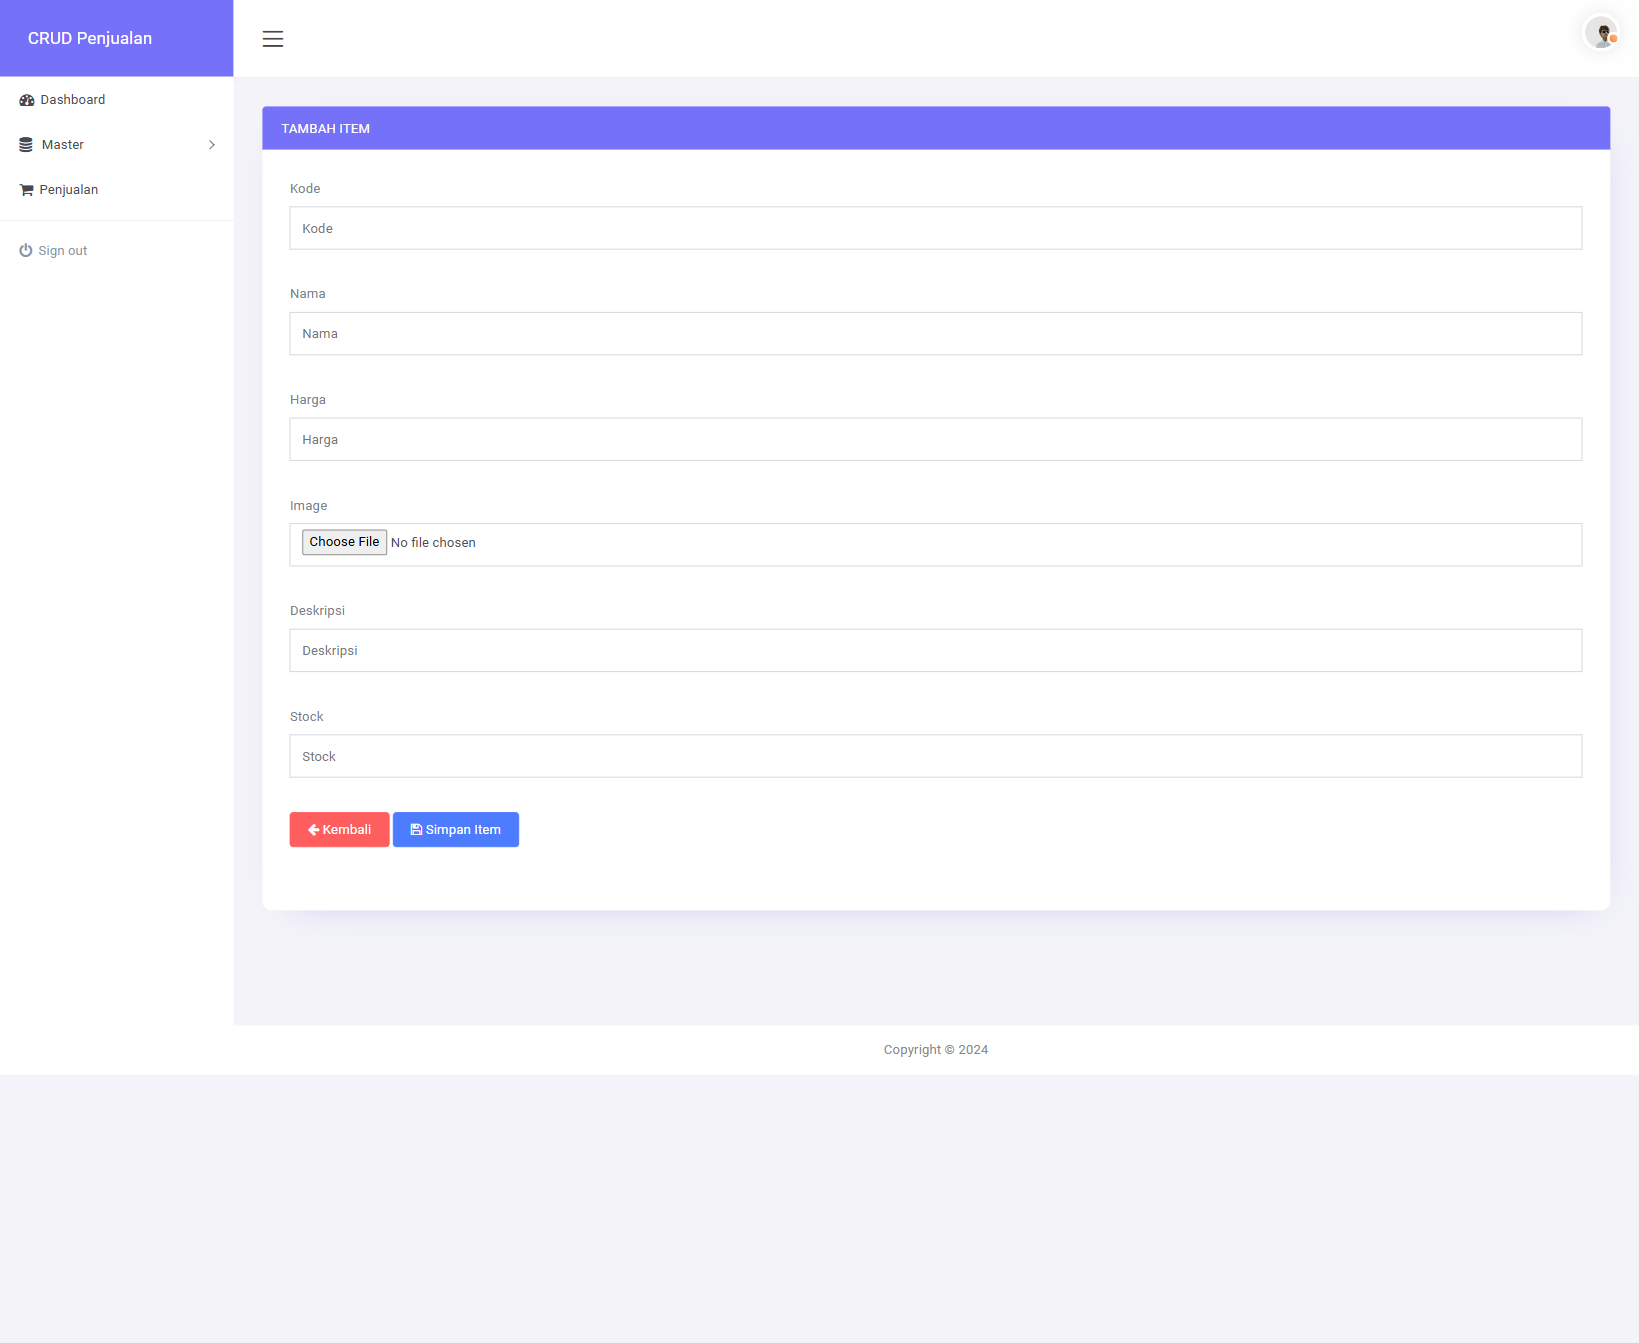 CRUD Penjualan
Dashboard
Master
Penjualan
Sign out
TAMBAH ITEM
Kode
Kode
Nama
Nama
Harga
Harga
Image
Choose File No file chosen
Deskripsi
Deskripsi
Stock
Stock
Kembali Simpan Item
Copyright © 2024